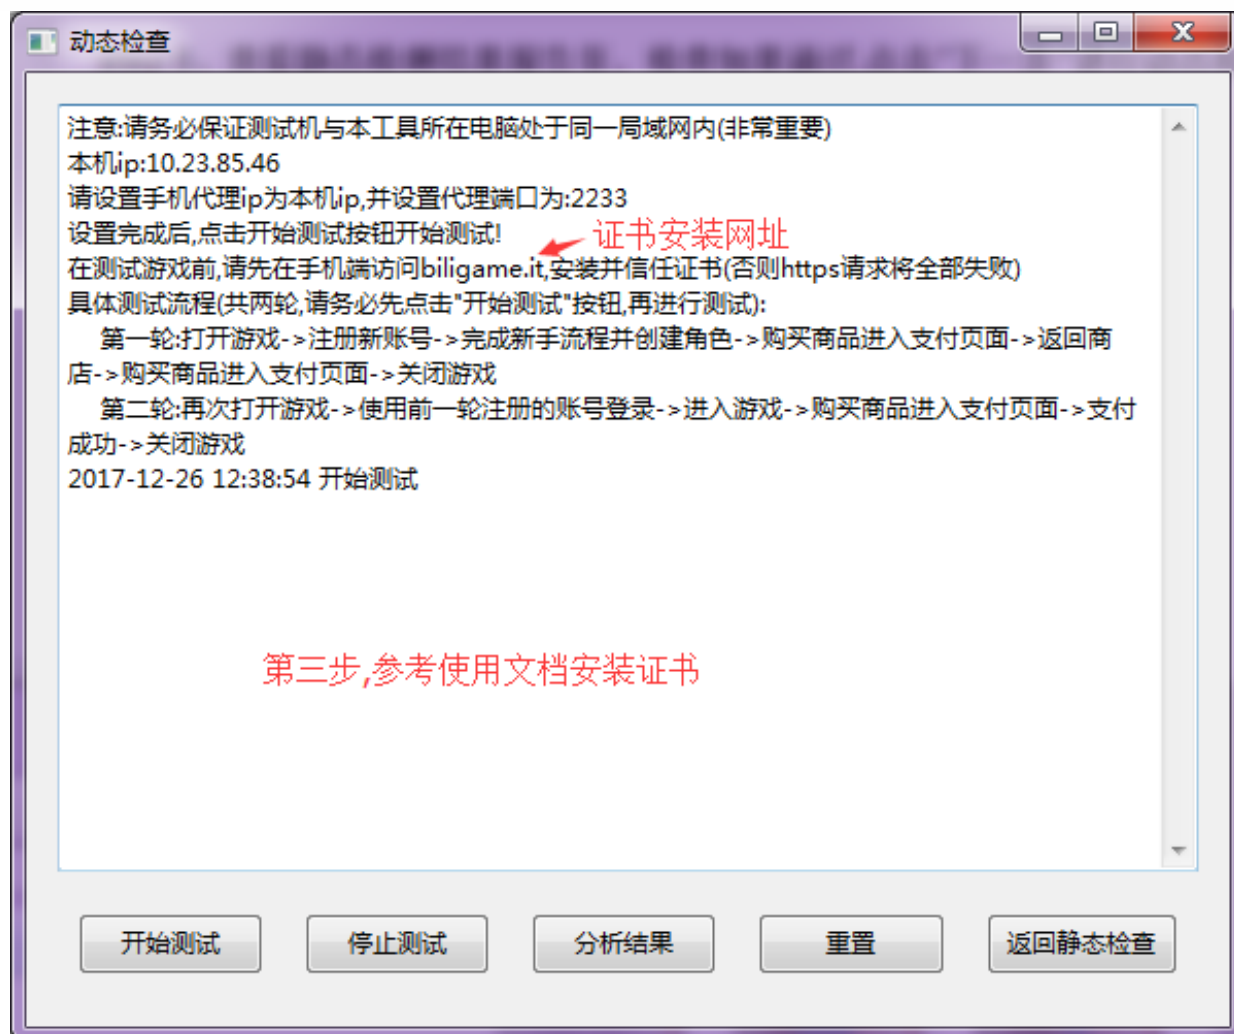 动态检查
注意:请务必保证测试机与本工具所在电脑处于同一局域网内(非常重要)
本机ip:10.23.85.46
请设置手机代理ip为本机ip,并设置代理端口为:2233
设置完成后,点击开始测试按钮开始测试!
证书安装网址
在测试游戏前,请先在手机端访问biligame.it,安装并信任证书(否则https请求将全部失败)
具体测试流程(共两轮,请务必先点击"开始测试"按钮,再进行测试):
第一轮:打开游戏->注册新账号->完成新手流程并创建角色->购买商品进入支付页面->返回商
店->购买商品进入支付页面->关闭游戏
第二轮:再次打开游戏->使用前一轮注册的账号登录->进入游戏->购买商品进入支付页面->支付
成功->关闭游戏
2017-12-26 12:38:54 开始测试
第三步,参考使用文档安装证书
开始测试
停止测试
分析结果
重置
返回静态检查